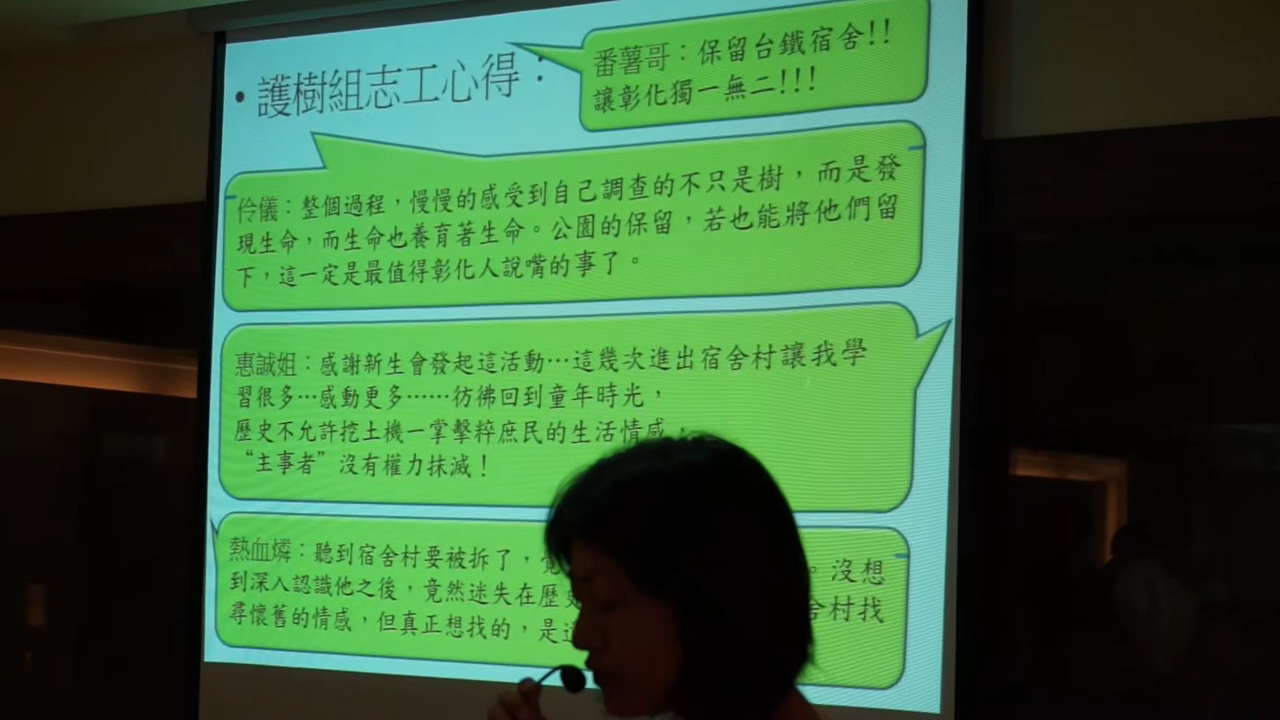 • 護樹組志工心得：
番薯哥：保留台鐵宿舍!!
讓彰化獨一無二!!!
伶儀：整個過程，慢慢的感受到自己調查的不只是樹，而是發
現生命，而生命也養育著生命。公園的保留，若也能將他們留
下，這一定是最值得彰化人說嘴的事了。
惠誠姐：感謝新生會發起這活動…這幾次進出宿舍村讓我學
習很多…感動更多……彷彿回到童年時光，
歷史不允許挖土機一掌擊粹庶民的生活情感，
“主事者”沒有權力抹滅！
熱血燐：聽到宿舍村要被拆了，竟 。沒想
到深入認識他之後，竟然迷失在歷史 舍村找
尋懷舊的情感，但真正想找的，是這